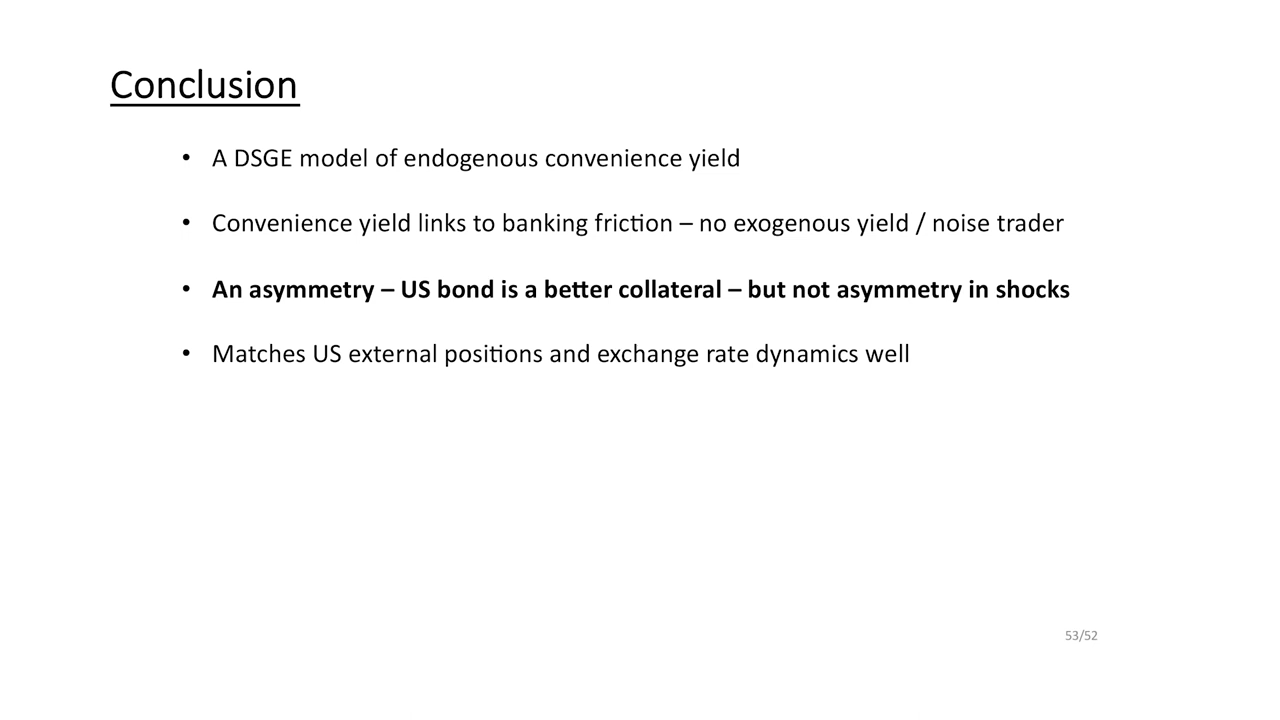 Conclusion
• A DSGE model of endogenous convenience yield
• Convenience yield links to banking friction – no exogenous yield / noise trader
• An asymmetry – US bond is a better collateral – but not asymmetry in shocks
• Matches US external positions and exchange rate dynamics well
53/52